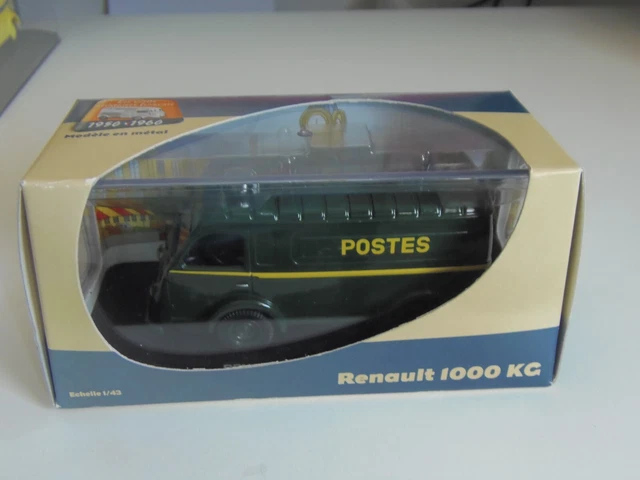 1950 • 1960
Modèle en métal
POSTES
Renault 1000 KG
Echelle 1/43